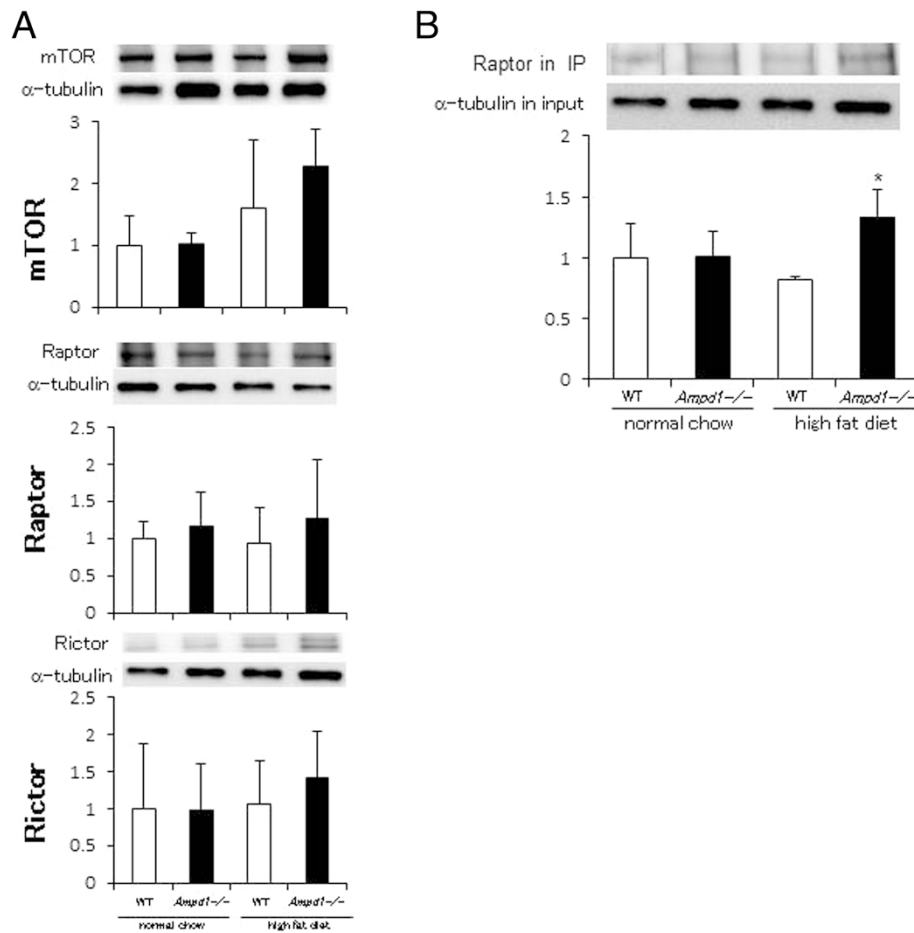 A
mTOR
α-tubulin
3
2
1
0
mTOR
Raptor
α-tubulin
2.5
2
1.5
1
0.5
0
Raptor
Rictor
α-tubulin
2.5
2
1.5
1
0.5
0
Rictor
WT Ampd1-/- WT Ampd1-/-
normal chow high fat diet
B
Raptor in IP
α-tubulin in input
2
1.5
1
0.5
0
*
WT Ampd1-/- WT Ampd1-/-
normal chow high fat diet